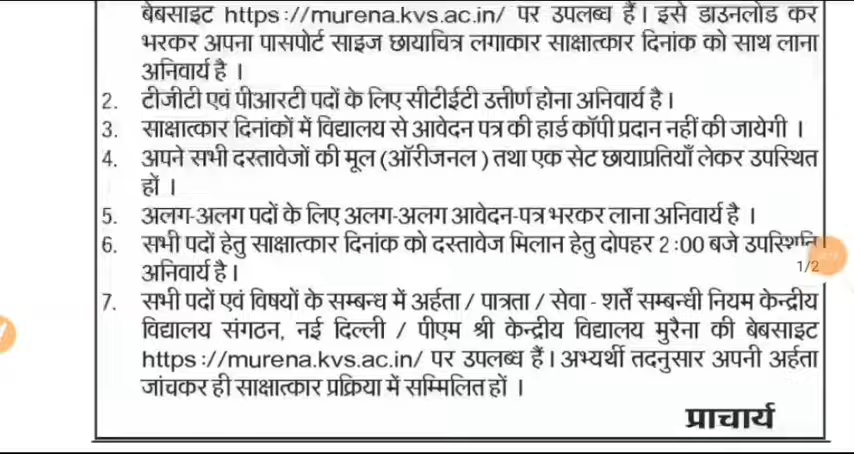 बेबसाइट https://murena.kvs.ac.in/ पर उपलब्ध हैं। इसे डाउनलोड कर
भरकर अपना पासपोर्ट साइज छायाचित्र लगाकार साक्षात्कार दिनांक को साथ लाना
अनिवार्य है ।
2. टीजीटी एवं पीआरटी पदों के लिए सीटीईटी उत्तीर्ण होना अनिवार्य है।
3. साक्षात्कार दिनांकों में विद्यालय से आवेदन पत्र की हार्ड कॉपी प्रदान नहीं की जायेगी ।
4. अपने सभी दस्तावेजों की मूल (ऑरीजनल) तथा एक सेट छायाप्रतियाँ लेकर उपस्थित
हों ।
5. अलग-अलग पदों के लिए अलग-अलग आवेदन-पत्र भरकर लाना अनिवार्य है ।
6. सभी पदों हेतु साक्षात्कार दिनांक को दस्तावेज मिलान हेतु दोपहर 2:00 बजे उपस्थिति
अनिवार्य है।
1/2
7. सभी पदों एवं विषयों के सम्बन्ध में अर्हता / पात्रता / सेवा - शर्तें सम्बन्धी नियम केन्द्रीय
विद्यालय संगठन, नई दिल्ली / पीएम श्री केन्द्रीय विद्यालय मुरैना की बेबसाइट
https://murena.kvs.ac.in/ पर उपलब्ध हैं। अभ्यर्थी तदनुसार अपनी अर्हता
जांचकर ही साक्षात्कार प्रक्रिया में सम्मिलित हों ।
प्राचार्य